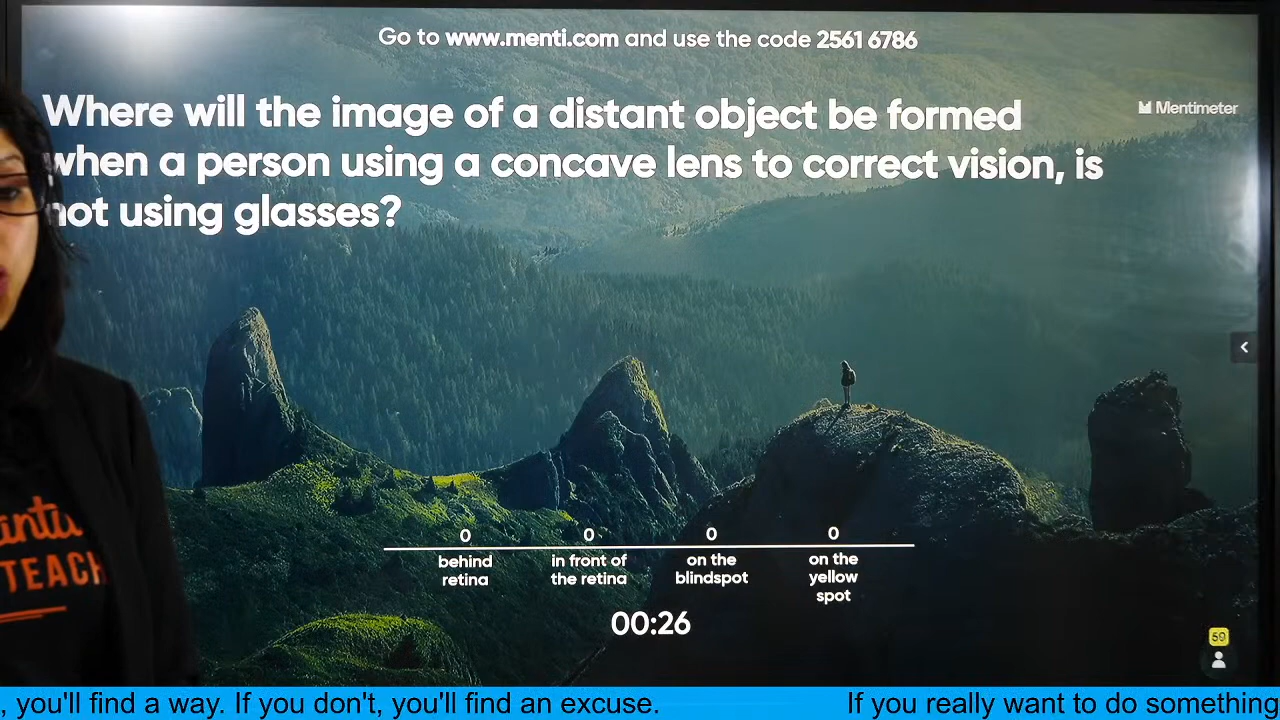 Go to www.menti.com and use the code 2561 6786
Where will the image of a distant object be formed
when a person using a concave lens to correct vision, is
not using glasses?
Mentimeter
0
0
0
0
behind
retina
in front of
the retina
on the
blindspot
on the
yellow
spot
00:26
59
TEACH
, you'll find a way. If you don't, you'll find an excuse.
If you really want to do something